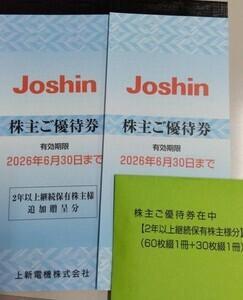 Joshin
株主ご優待券
有効期限
2026年6月30日まで
2年以上継続保有株主様
追加贈呈分
上新電機株式会社
Joshin
株主ご優待券
有効期限
2026年6月30日まで
株主ご優待券在中
【2年以上継続保有株主様分】
(60枚綴1冊+30枚綴1冊)